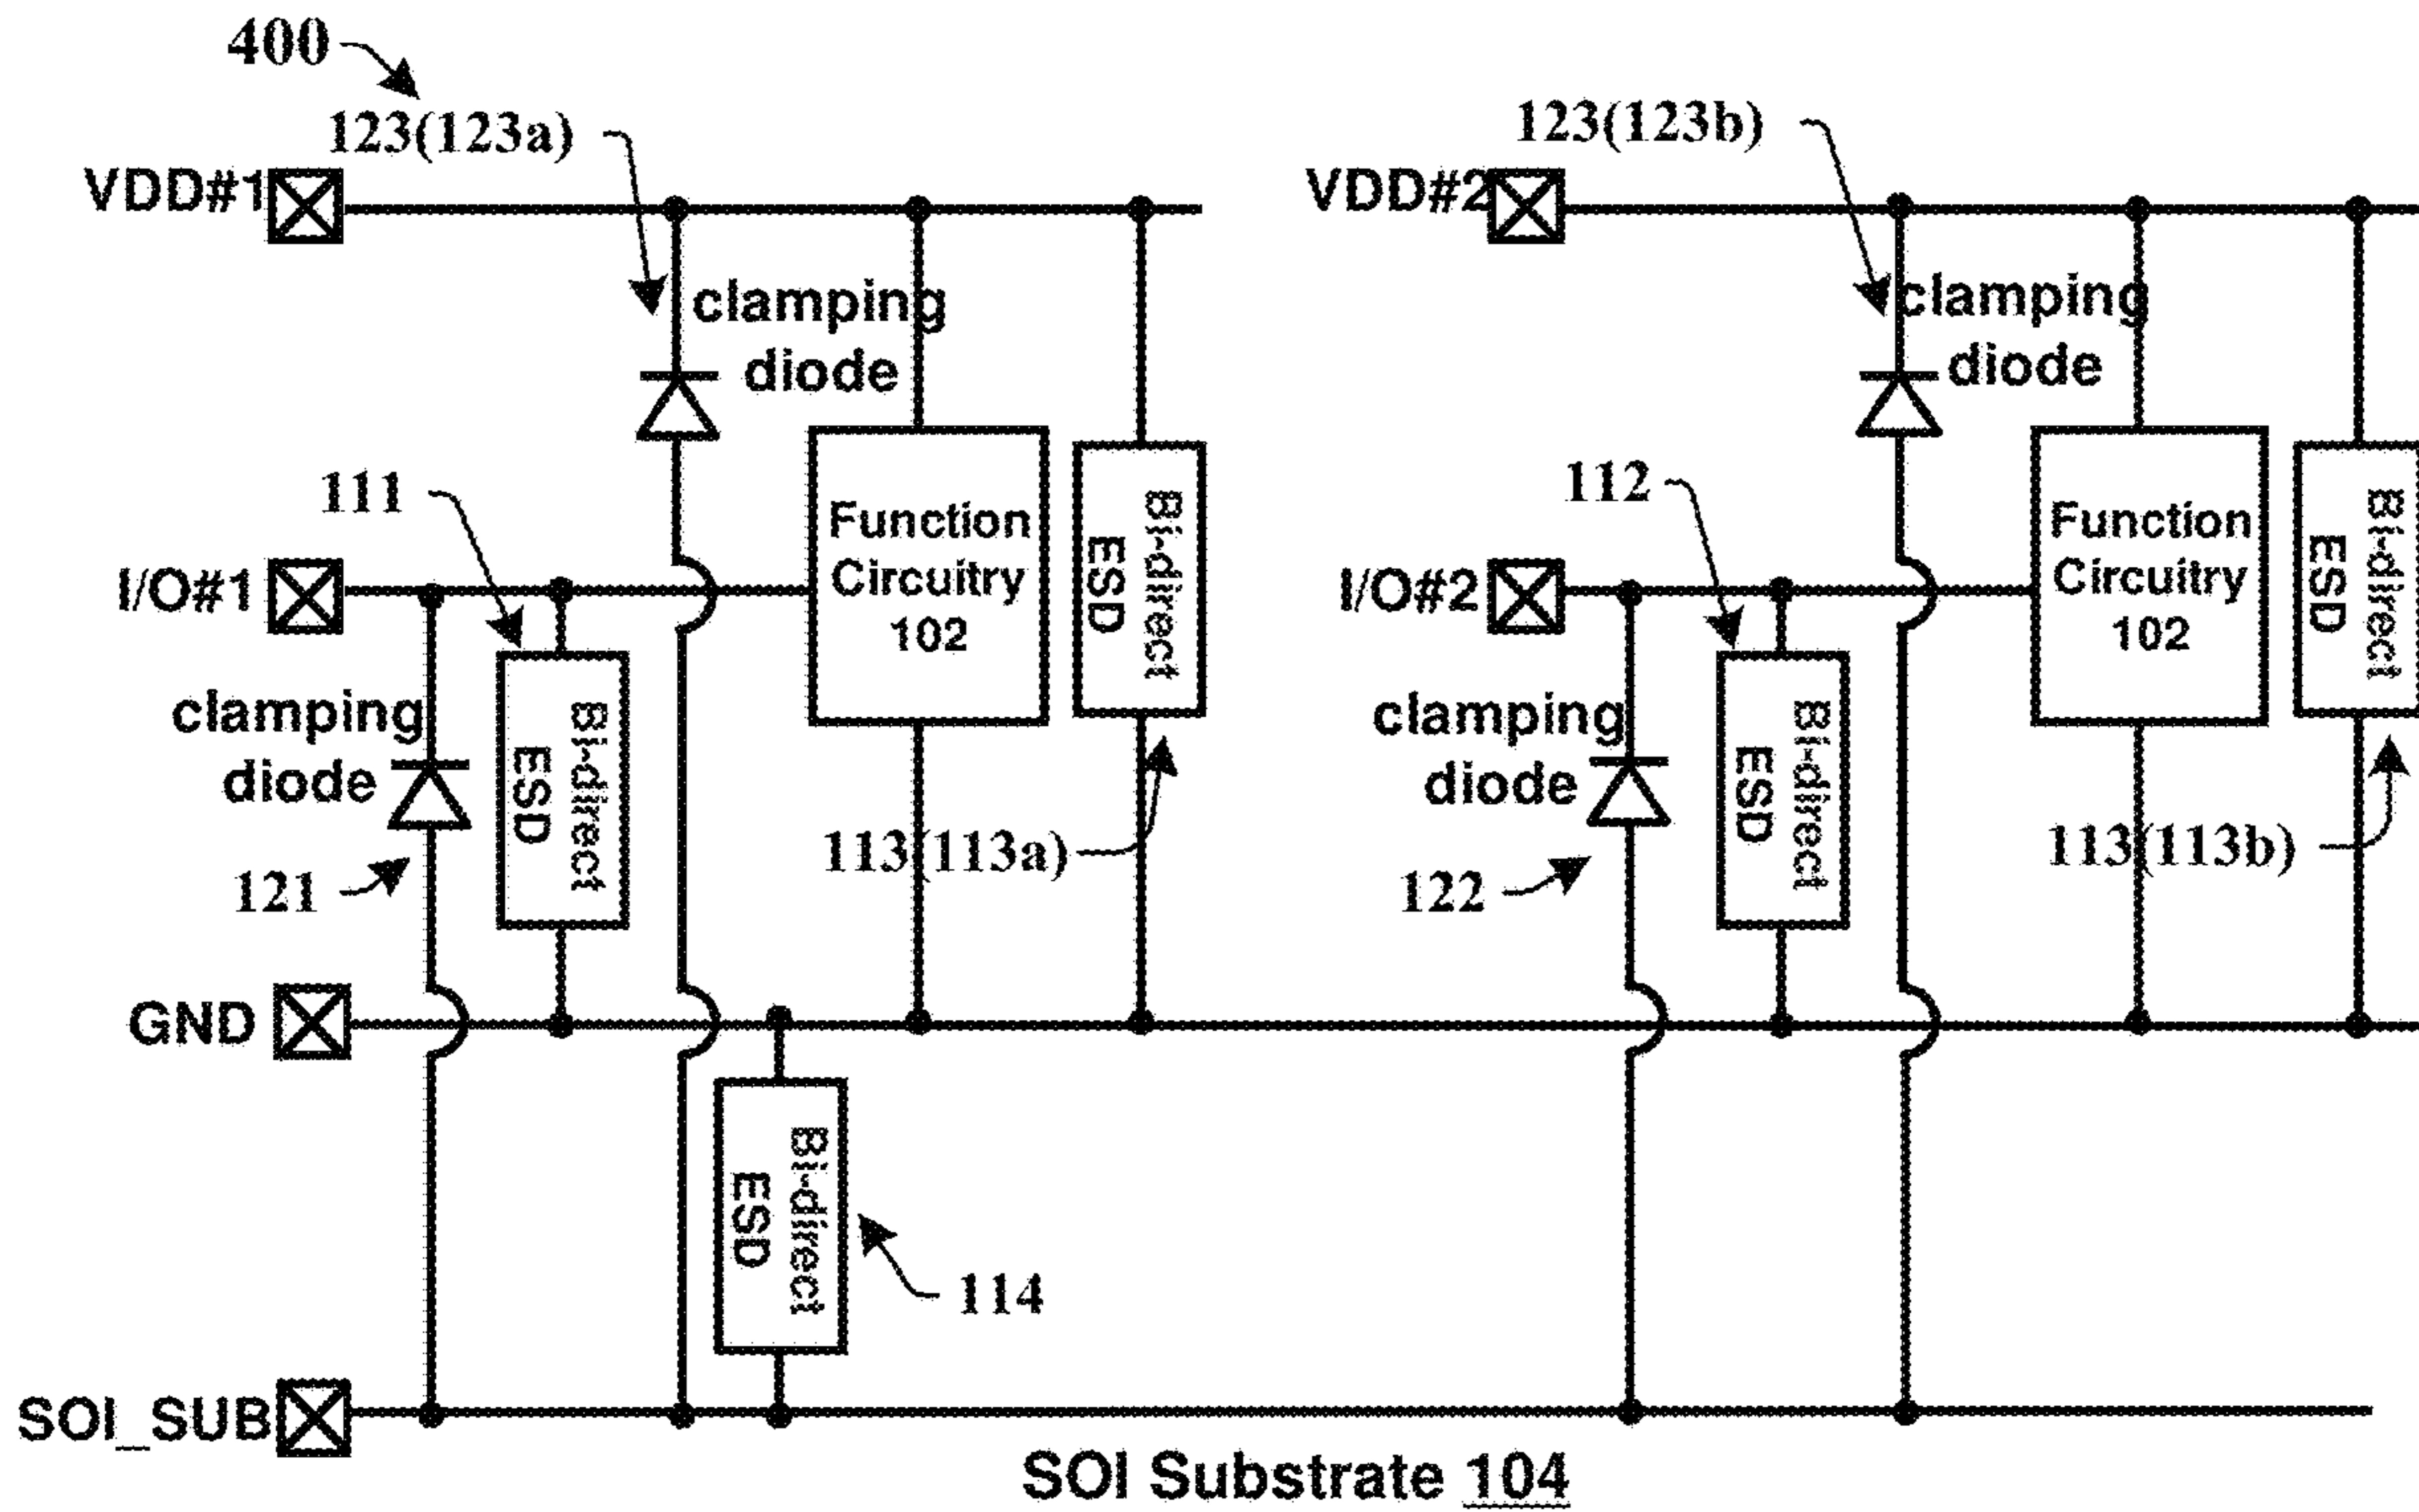 400
123(123a)
123(123b)
VDD#1
VDD#2
clamping
diode
clamping
diode
111
112
Function
Circuitry
102
Bi-direct
ESD
Function
Circuitry
102
Bi-direct
ESD
I/O#1
I/O#2
clamping
diode
Bi-direct
ESD
clamping
diode
Bi-direct
ESD
121
113(113a)
122
113(113b)
GND
Bi-direct
ESD
114
SOI_SUB
SOI Substrate 104